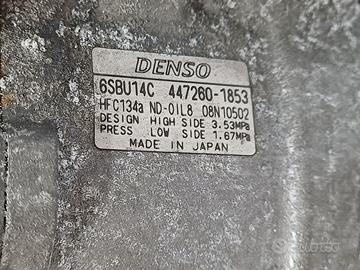 DENSO
6SBU14C 447260-1853
HFC134a ND-OIL8 08N10502
DESIGN HIGH SIDE 3.53MPa
PRESS LOW SIDE 1.67MPa
MADE IN JAPAN
subito